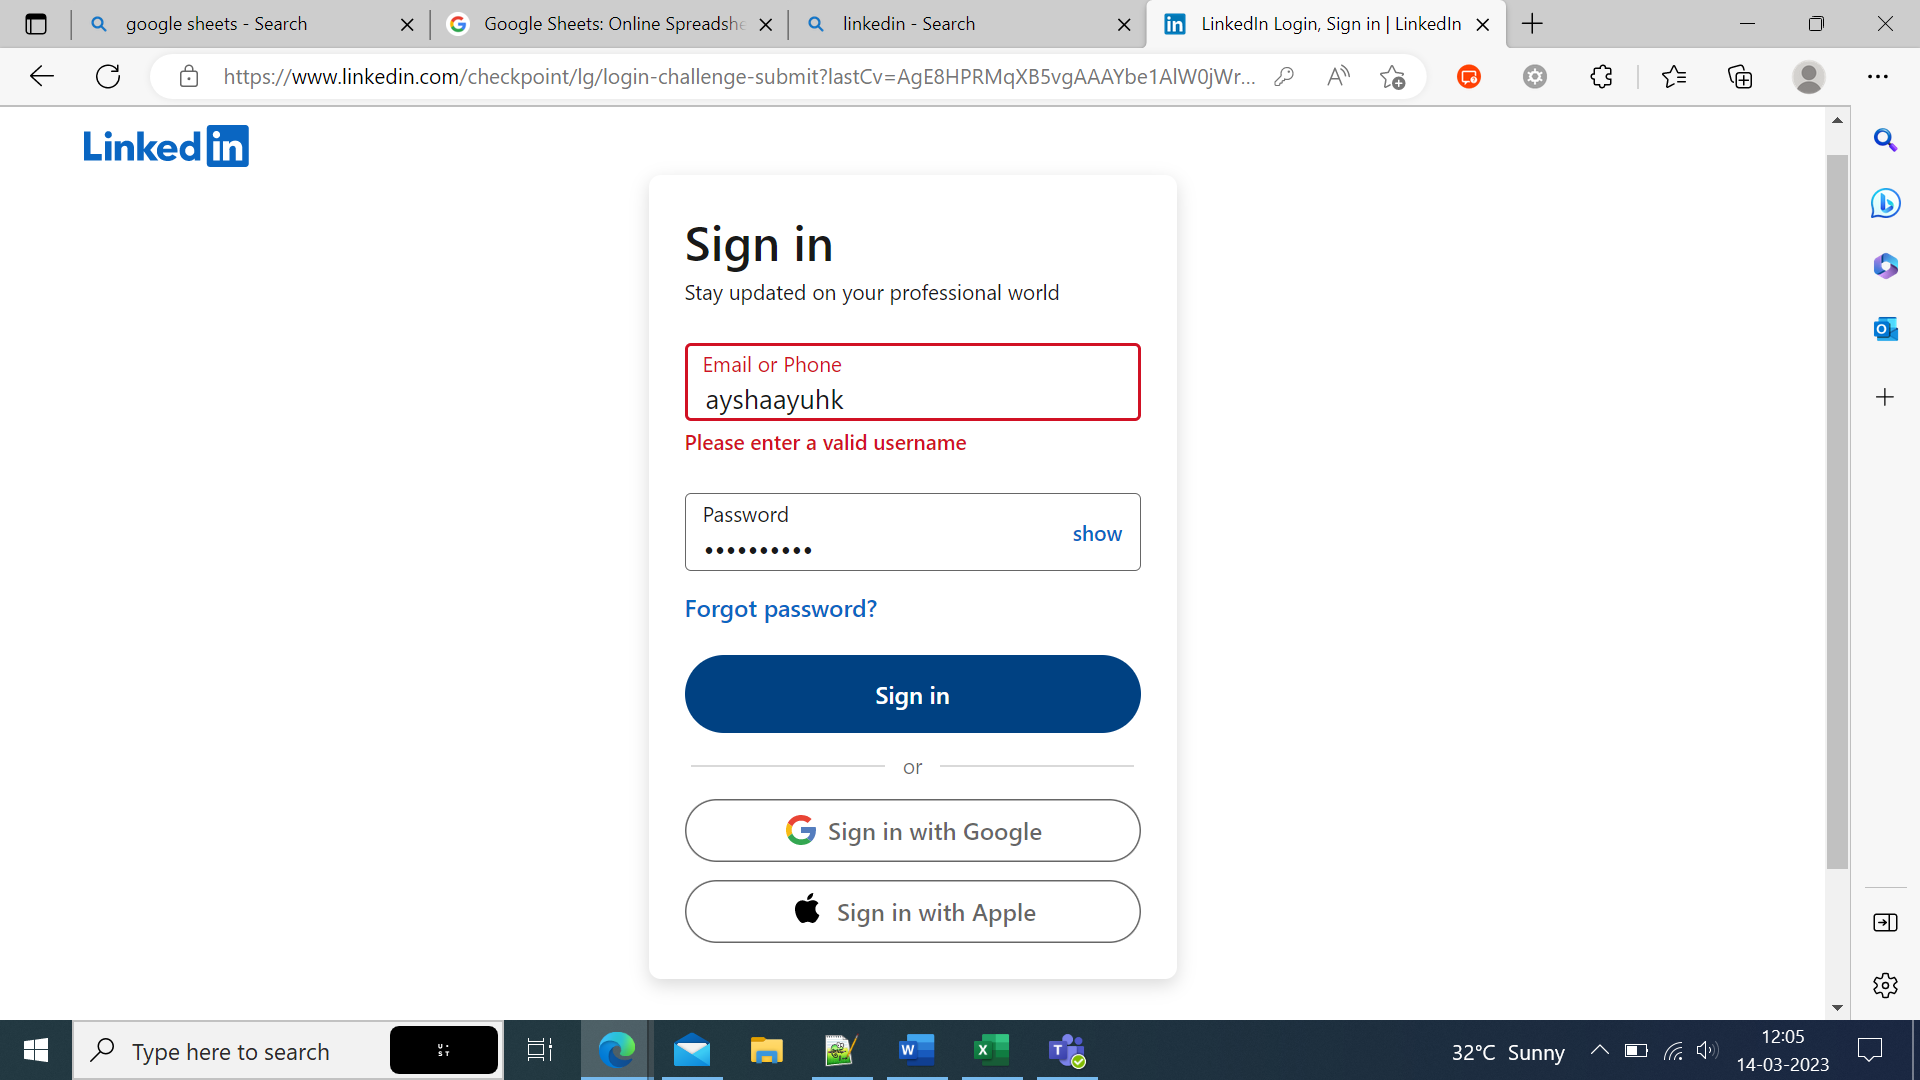 google sheets - Search
Google Sheets: Online Spreadshe
linkedin - Search
LinkedIn Login, Sign in | LinkedIn
https://www.linkedin.com/checkpoint/lg/login-challenge-submit?lastCv=AgE8HPRMqXB5vgAAAYbe1AlW0jWr...
Linked in
Sign in
Stay updated on your professional world
Email or Phone
ayshaayuhk
Please enter a valid username
Password
••••••••••
show
Forgot password?
Sign in
or
Sign in with Google
Sign in with Apple
Type here to search
U ·
S T
32°C Sunny
12:05
14-03-2023